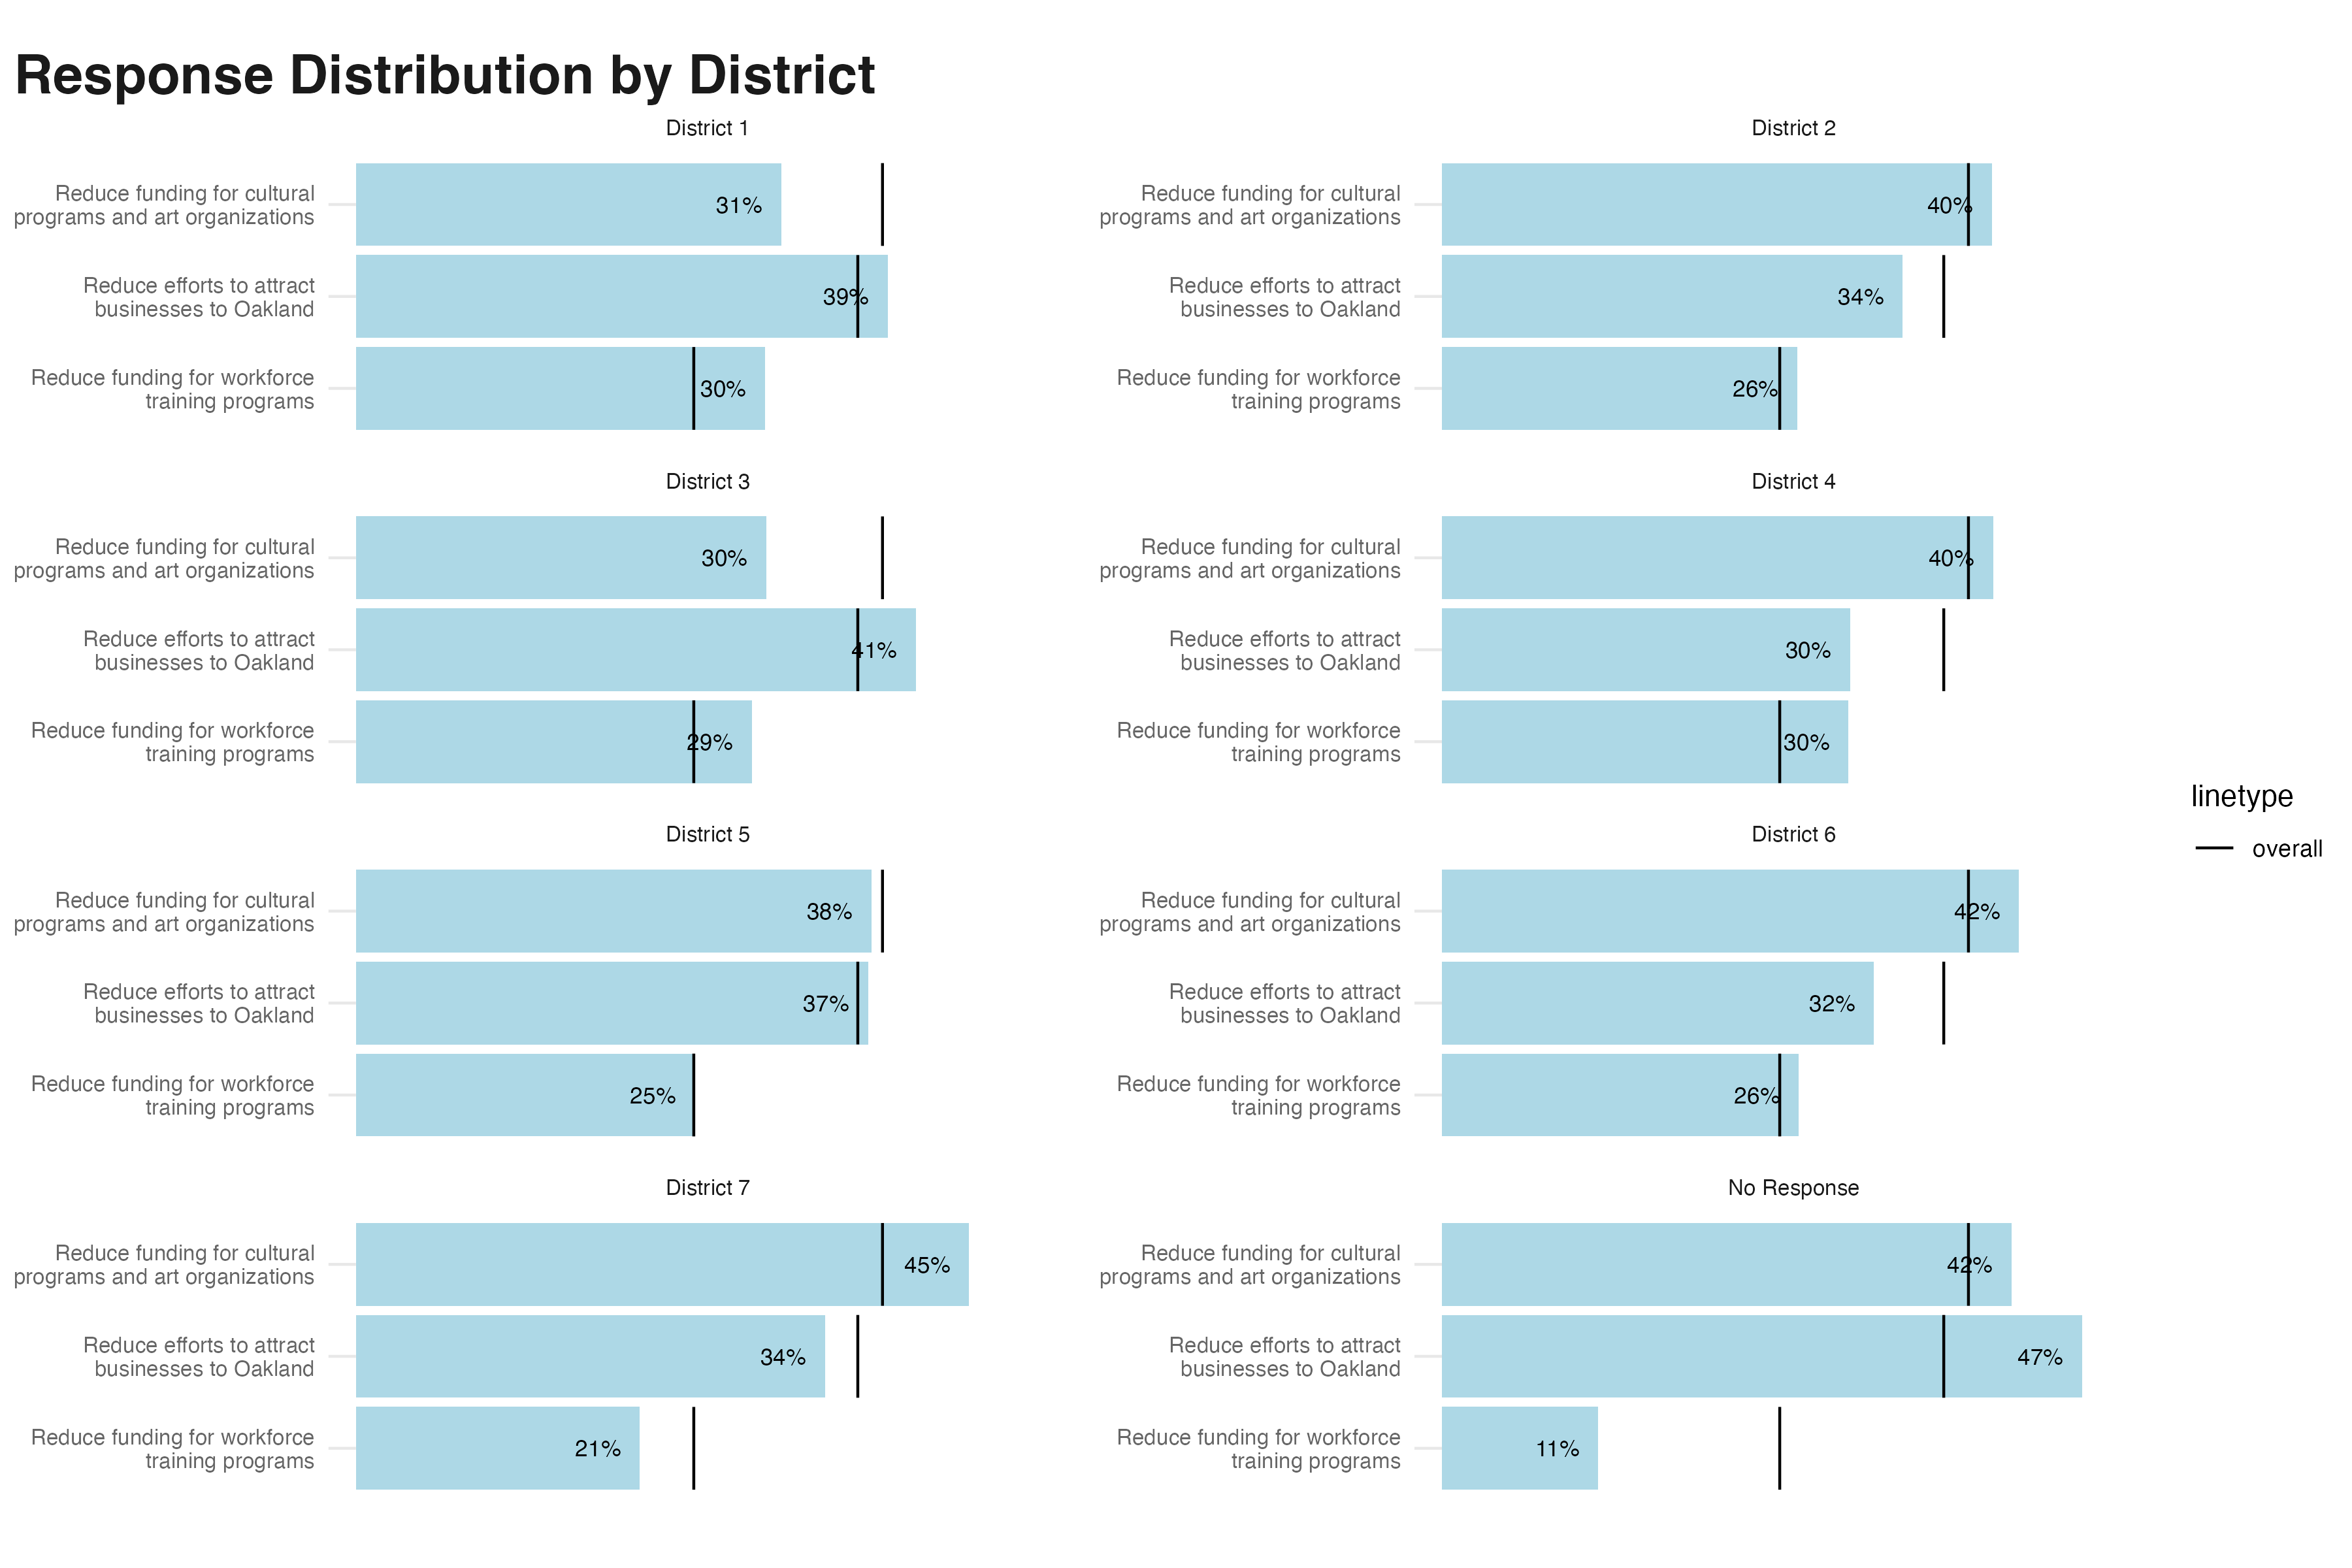 Response Distribution by District
District 1
Reduce funding for cultural
programs and art organizations
31%
Reduce efforts to attract
businesses to Oakland
39%
Reduce funding for workforce
training programs
30%
District 2
Reduce funding for cultural
programs and art organizations
40%
Reduce efforts to attract
businesses to Oakland
34%
Reduce funding for workforce
training programs
26%
District 3
Reduce funding for cultural
programs and art organizations
30%
Reduce efforts to attract
businesses to Oakland
41%
Reduce funding for workforce
training programs
29%
District 4
Reduce funding for cultural
programs and art organizations
40%
Reduce efforts to attract
businesses to Oakland
30%
Reduce funding for workforce
training programs
30%
District 5
Reduce funding for cultural
programs and art organizations
38%
Reduce efforts to attract
businesses to Oakland
37%
Reduce funding for workforce
training programs
25%
District 6
Reduce funding for cultural
programs and art organizations
42%
Reduce efforts to attract
businesses to Oakland
32%
Reduce funding for workforce
training programs
26%
District 7
Reduce funding for cultural
programs and art organizations
45%
Reduce efforts to attract
businesses to Oakland
34%
Reduce funding for workforce
training programs
21%
No Response
Reduce funding for cultural
programs and art organizations
42%
Reduce efforts to attract
businesses to Oakland
47%
Reduce funding for workforce
training programs
11%
linetype
overall